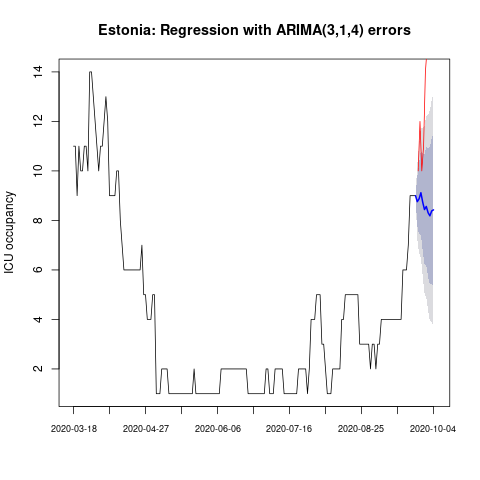 Estonia: Regression with ARIMA(3,1,4) errors
ICU occupancy
14
12
10
8
6
4
2
2020-03-18 2020-04-27 2020-06-06 2020-07-16 2020-08-25 2020-10-04